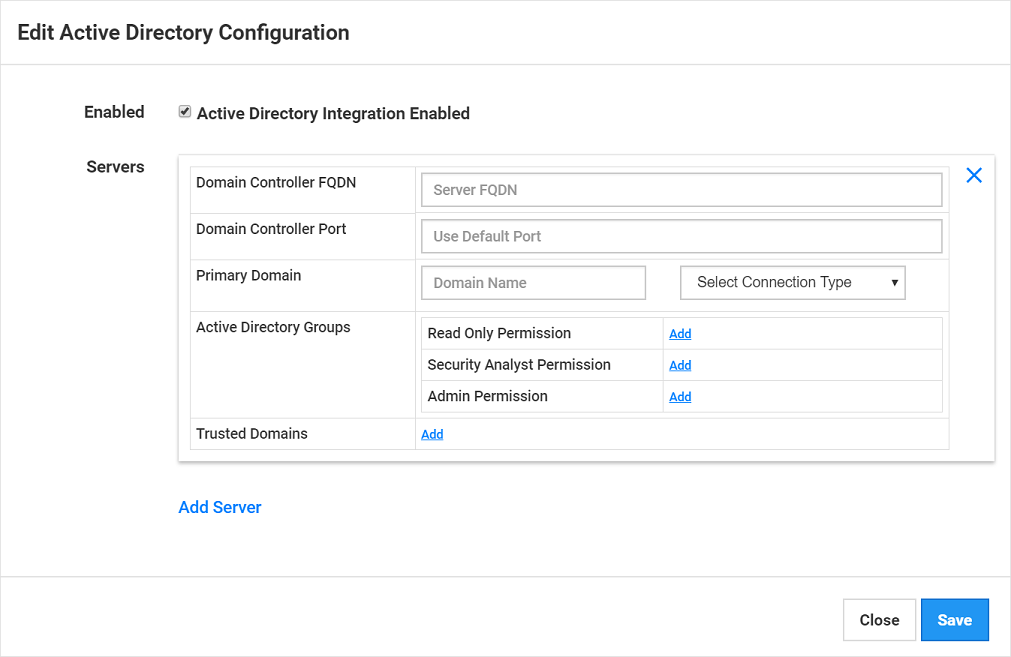 Edit Active Directory Configuration
Enabled
Active Directory Integration Enabled
Servers
Domain Controller FQDN
Server FQDN
Domain Controller Port
Use Default Port
Primary Domain
Domain Name
Select Connection Type
Active Directory Groups
Read Only Permission
Add
Security Analyst Permission
Add
Admin Permission
Add
Trusted Domains
Add
Add Server
Close
Save